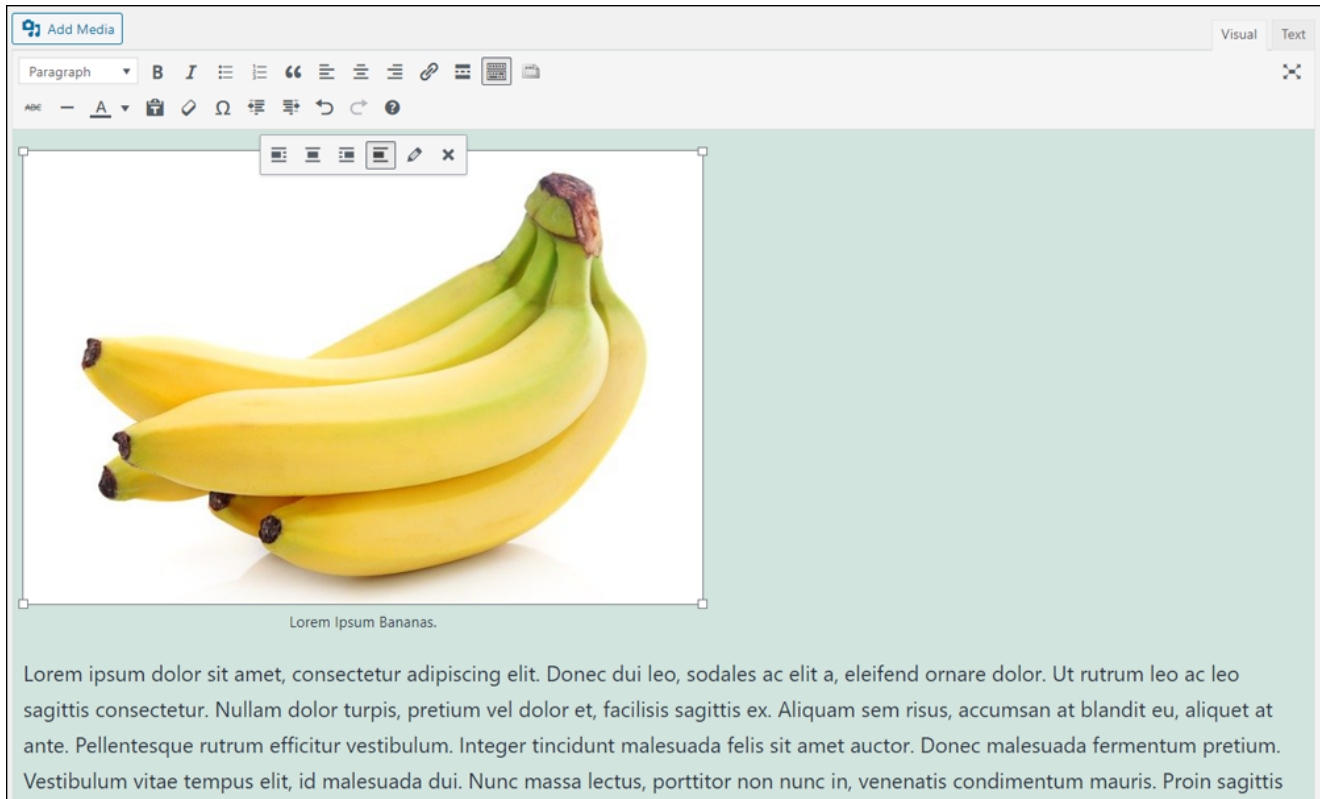 Add Media
Visual Text
Paragraph B I
ABC A Ω
Lorem Ipsum Bananas.
Lorem ipsum dolor sit amet, consectetur adipiscing elit. Donec dui leo, sodales ac elit a, eleifend ornare dolor. Ut rutrum leo ac leo
sagittis consectetur. Nullam dolor turpis, pretium vel dolor et, facilisis sagittis ex. Aliquam sem risus, accumsan at blandit eu, aliquet at
ante. Pellentesque rutrum efficitur vestibulum. Integer tincidunt malesuada felis sit amet auctor. Donec malesuada fermentum pretium.
Vestibulum vitae tempus elit, id malesuada dui. Nunc massa lectus, porttitor non nunc in, venenatis condimentum mauris. Proin sagittis